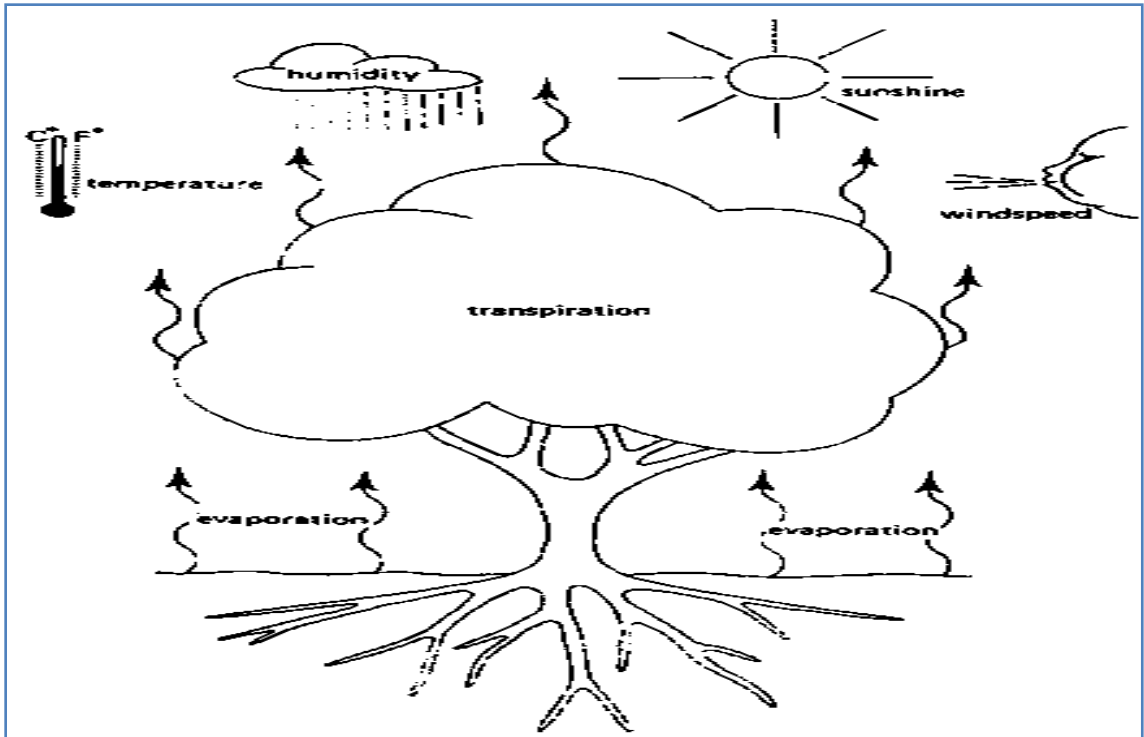 humidity
sunshine
C° F°
temperature
windspeed
transpiration
evaporation
evaporation